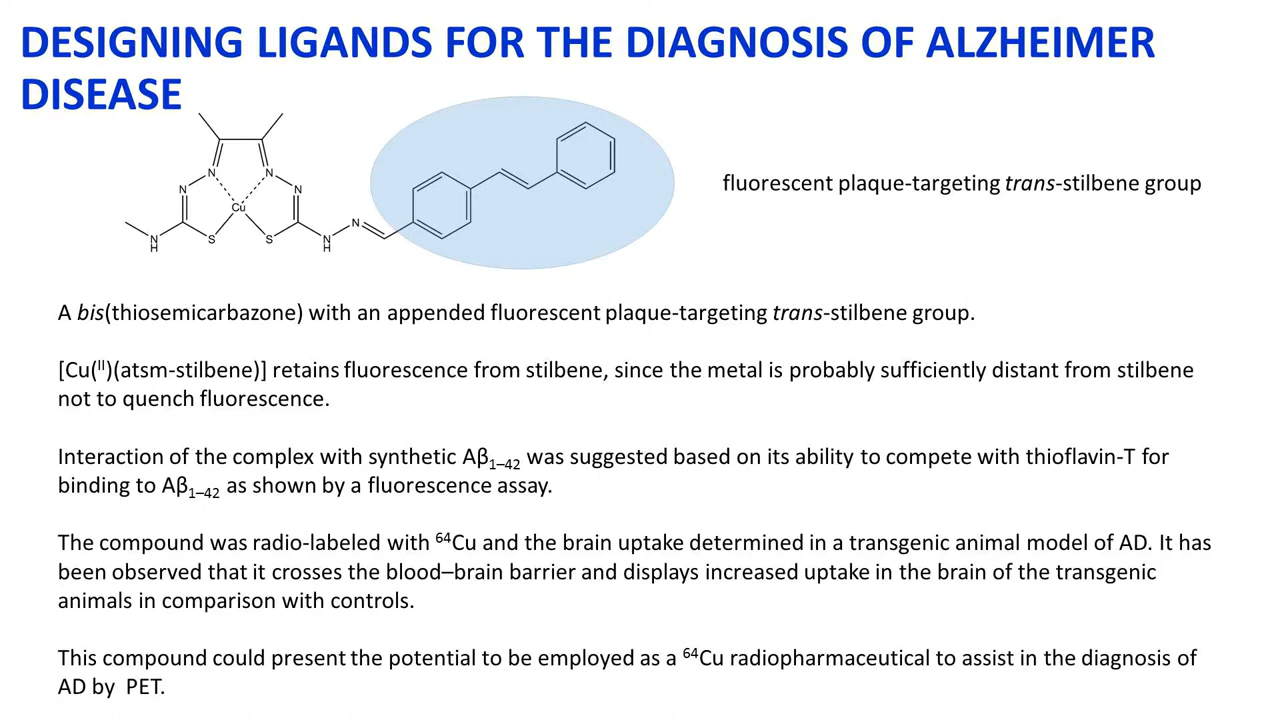 DESIGNING LIGANDS FOR THE DIAGNOSIS OF ALZHEIMER
DISEASE
N N
N N
Cu
N
S S
N
H
N
H
fluorescent plaque-targeting trans-stilbene group
A bis(thiosemicarbazone) with an appended fluorescent plaque-targeting trans-stilbene group.
[Cu(II)(atsm-stilbene)] retains fluorescence from stilbene, since the metal is probably sufficiently distant from stilbene
not to quench fluorescence.
Interaction of the complex with synthetic Aβ1–42 was suggested based on its ability to compete with thioflavin-T for
binding to Aβ1–42 as shown by a fluorescence assay.
The compound was radio-labeled with 64Cu and the brain uptake determined in a transgenic animal model of AD. It has
been observed that it crosses the blood–brain barrier and displays increased uptake in the brain of the transgenic
animals in comparison with controls.
This compound could present the potential to be employed as a 64Cu radiopharmaceutical to assist in the diagnosis of
AD by PET.